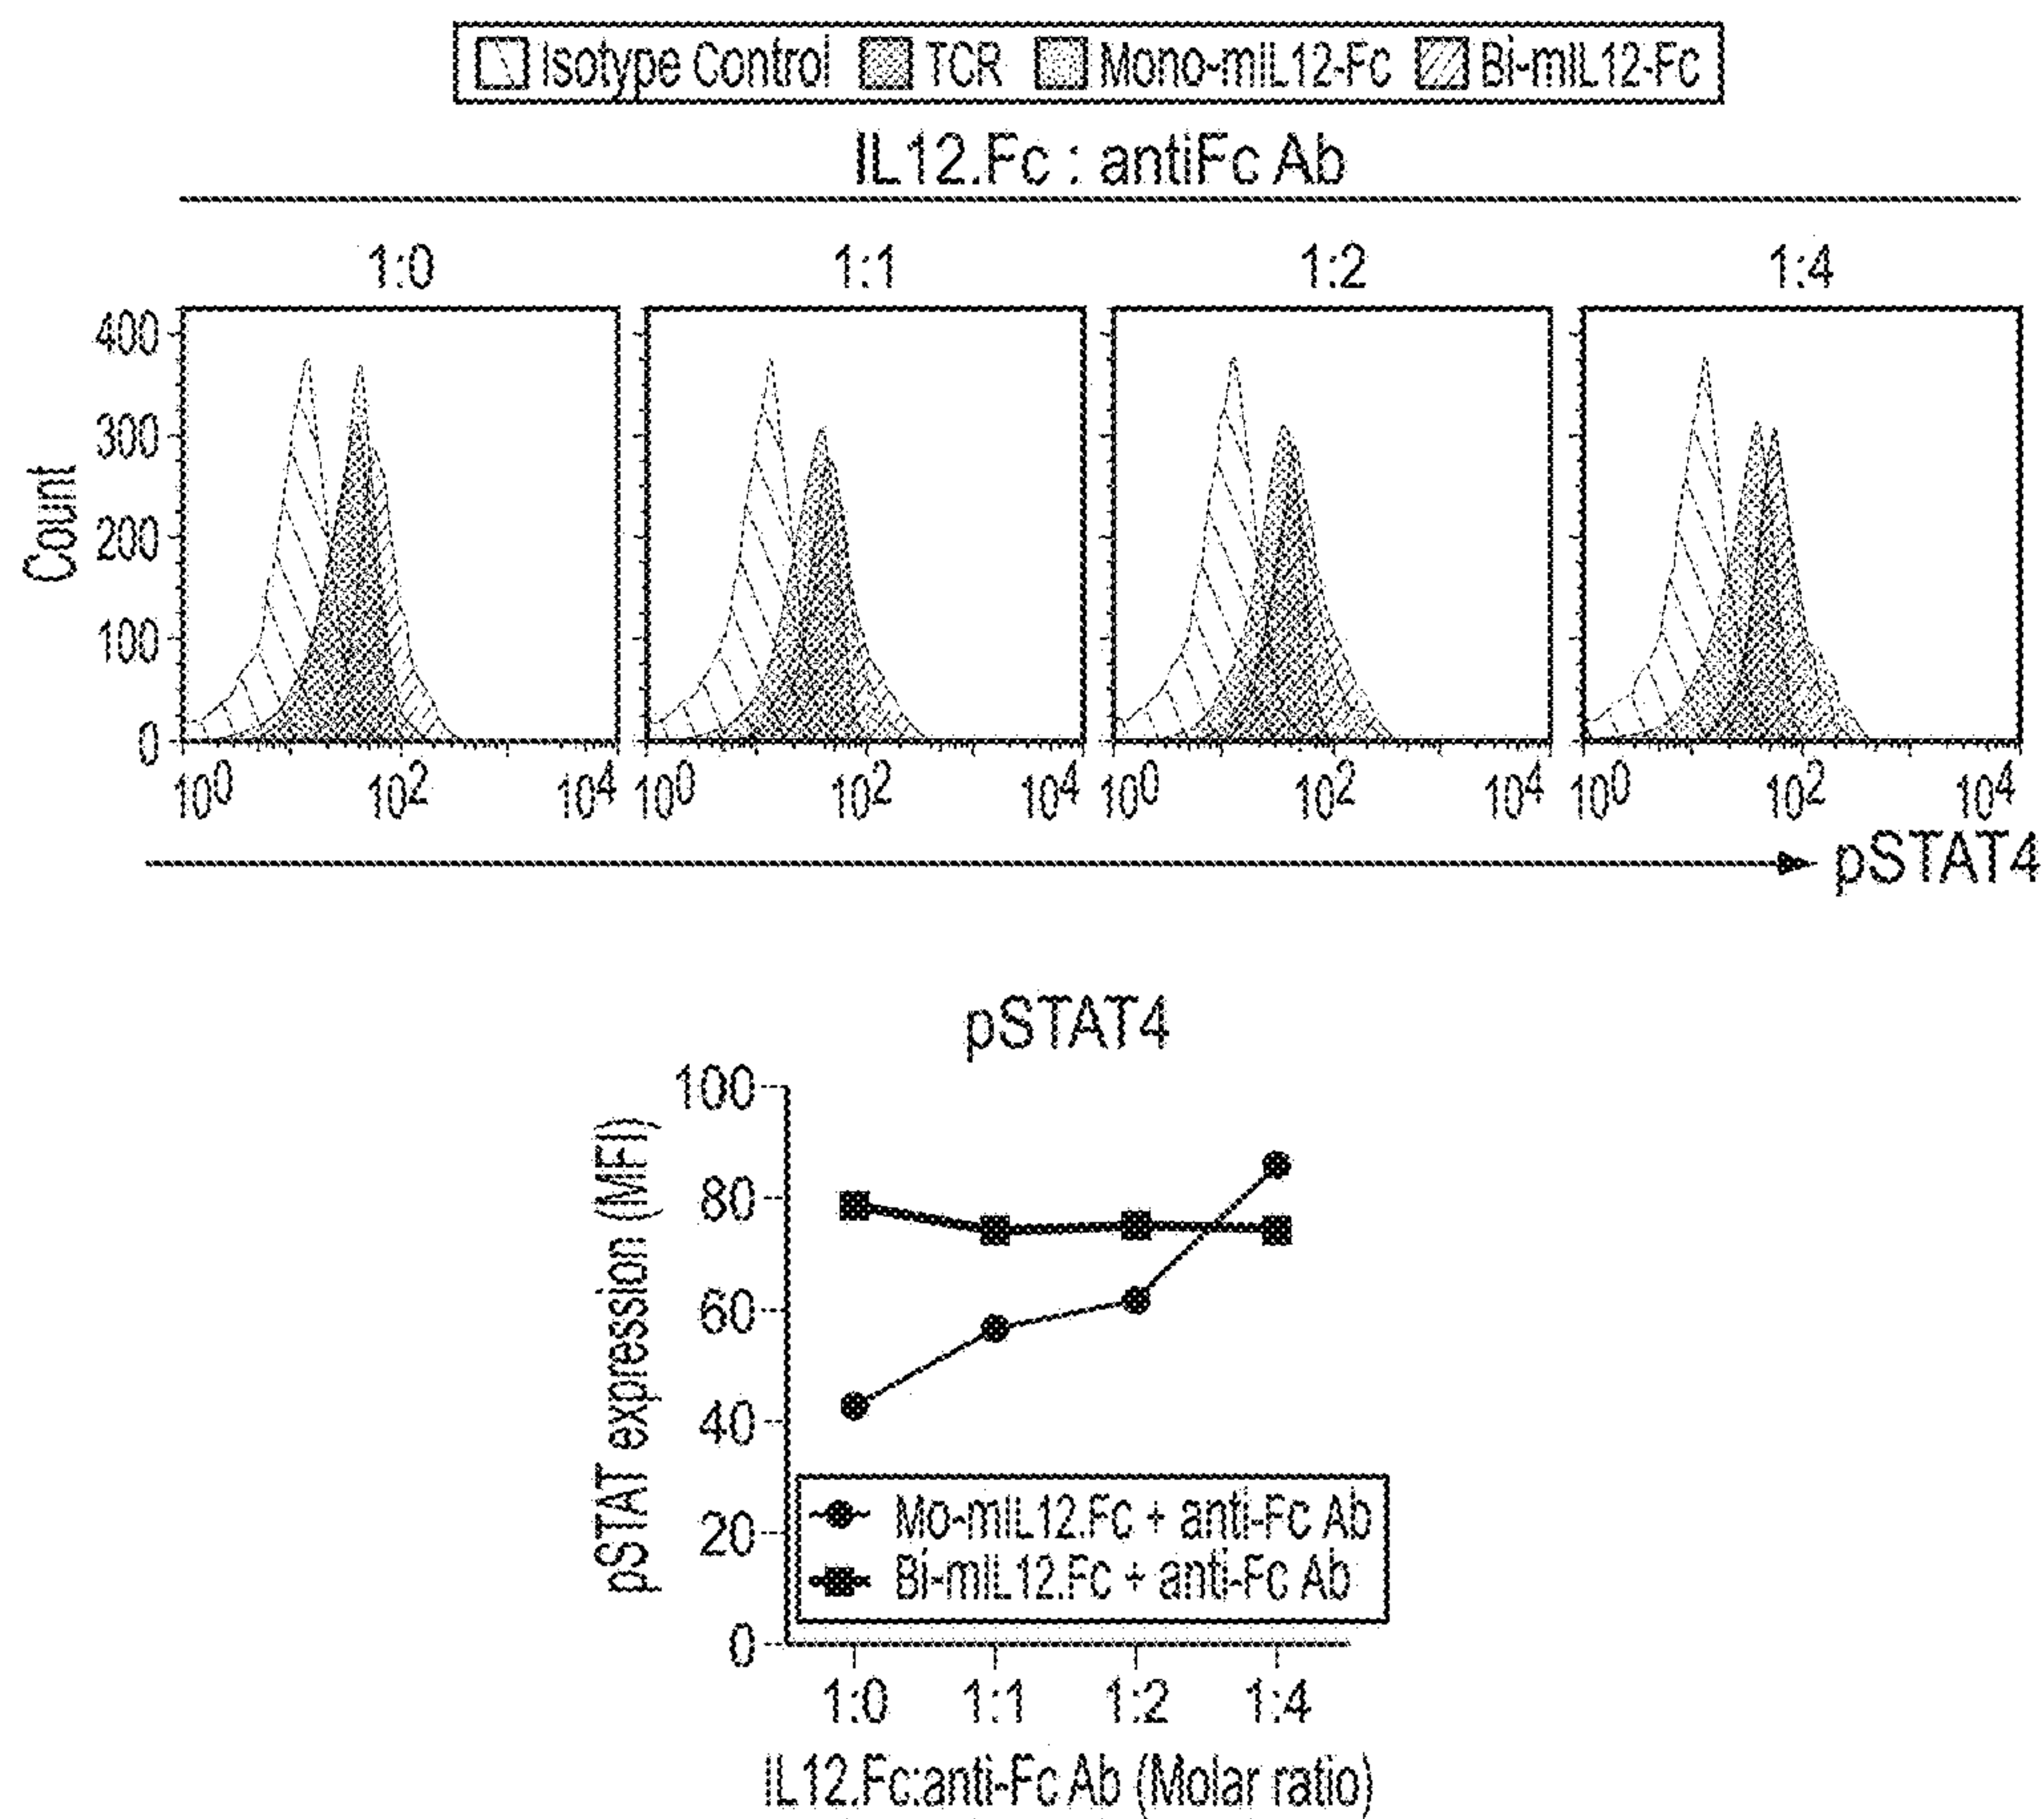 Isotype Control TCR Mono-mIL12-Fc Bi-mIL12-Fc
IL12.Fc : antiFc Ab
1:0 1:1 1:2 1:4
Count
400
300
200
100
0
10^0 10^2 10^4 10^0 10^2 10^4 10^0 10^2 10^4 10^0 10^2 10^4
pSTAT4
pSTAT4
pSTAT expression (MFI)
100
80
60
40
20
0
Mo-mIL12.Fc + anti-Fc Ab
Bi-mIL12.Fc + anti-Fc Ab
1:0 1:1 1:2 1:4
IL12.Fc:anti-Fc Ab (Molar ratio)